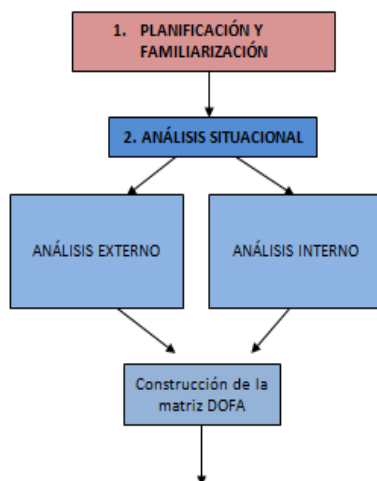 1. PLANIFICACIÓN Y
FAMILIARIZACIÓN
2. ANÁLISIS SITUACIONAL
ANÁLISIS EXTERNO
ANÁLISIS INTERNO
Construcción de la
matriz DOFA